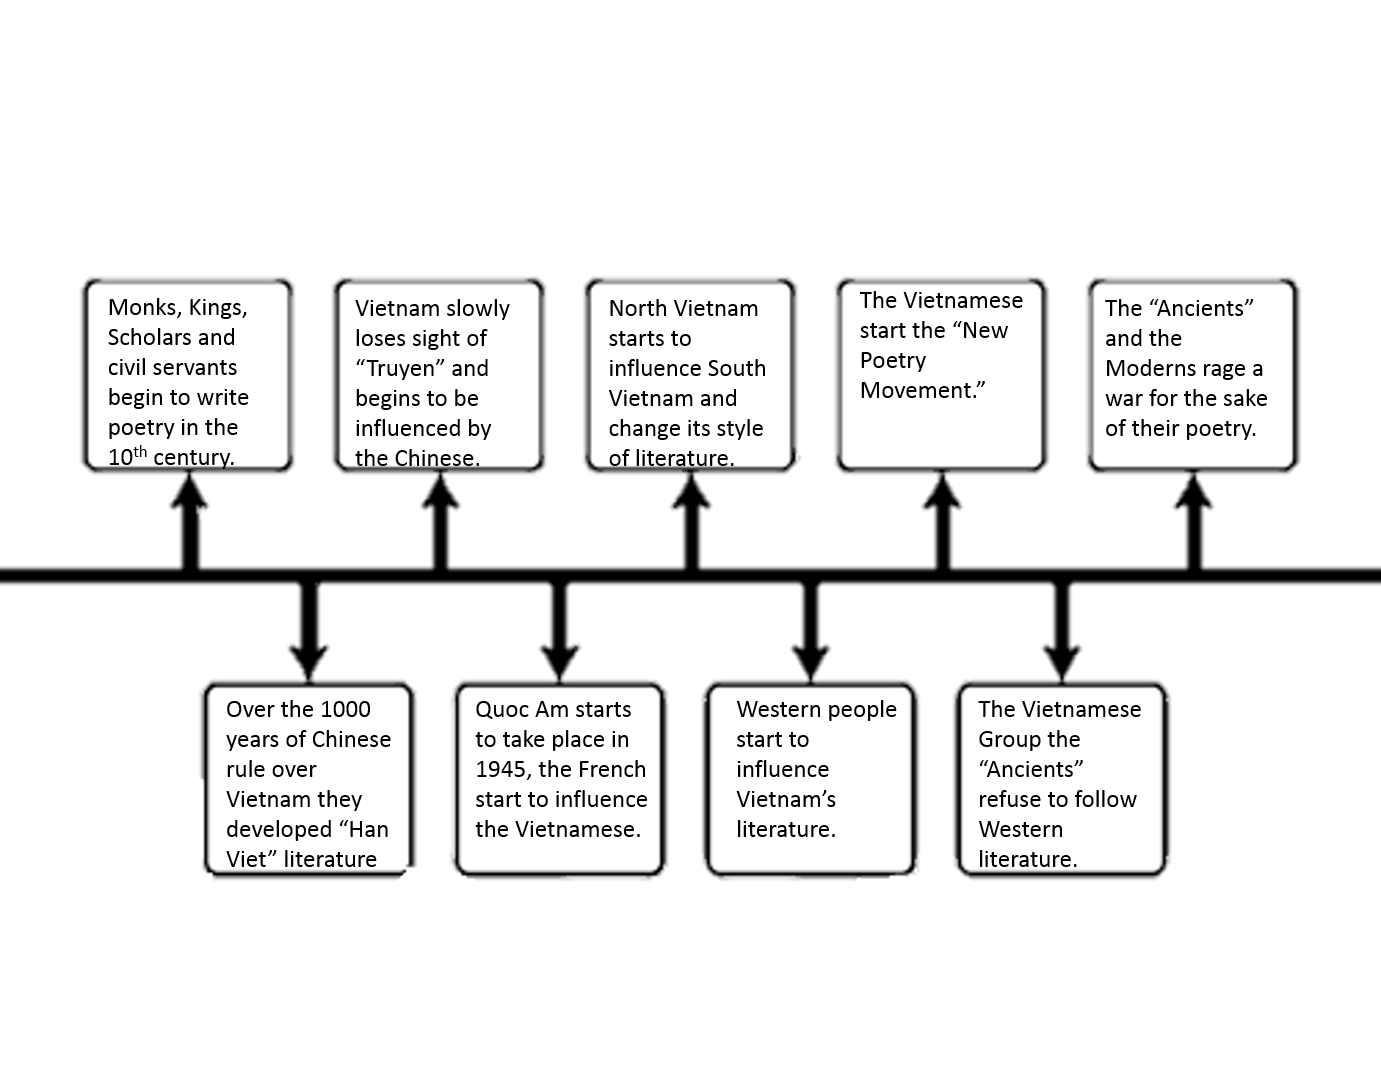 Monks, Kings,
Scholars and
civil servants
begin to write
poetry in the
10th century.
Vietnam slowly
loses sight of
“Truyen” and
begins to be
influenced by
the Chinese.
North Vietnam
starts to
influence South
Vietnam and
change its style
of literature.
The Vietnamese
start the “New
Poetry
Movement.”
The “Ancients”
and the
Moderns rage a
war for the sake
of their poetry.
Over the 1000
years of Chinese
rule over
Vietnam they
developed “Han
Viet” literature
Quoc Am starts
to take place in
1945, the French
start to influence
the Vietnamese.
Western people
start to
influence
Vietnam’s
literature.
The Vietnamese
Group the
“Ancients”
refuse to follow
Western
literature.